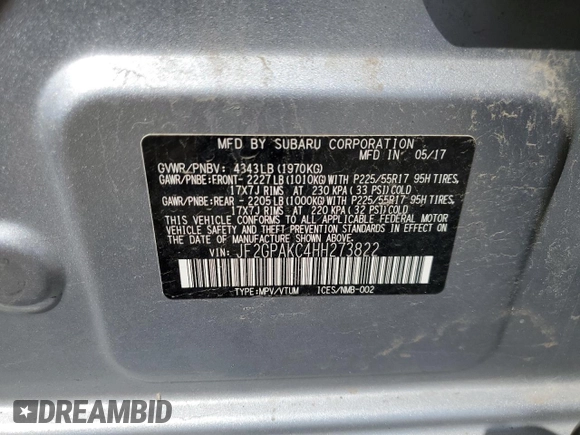 MFD BY SUBARU CORPORATION
MFD IN 05/17
GVWR/PNBV: 4343LB(1970KG)
GAWR/PNBE:FRONT- 2227LB(1010KG)WITH P225/55R17 95H TIRES,
17X7J RIMS AT 230 KPA(33 PSI)COLD
GAWR/PNBE:REAR - 2205LB(1000KG)WITH P225/55R17 95H TIRES,
17X7J RIMS AT 220 KPA(32 PSI)COLD
THIS VEHICLE CONFORMS TO ALL APPLICABLE FEDERAL MOTOR
VEHICLE SAFETY AND THEFT PREVENTION STANDARDS IN
EFFECT ON THE DATE OF MANUFACTURE SHOWN ABOVE.
VIN: JF2GPAKC4HH273822
TYPE:MPV/VTUM ICES/NMB-002
DREAMBID